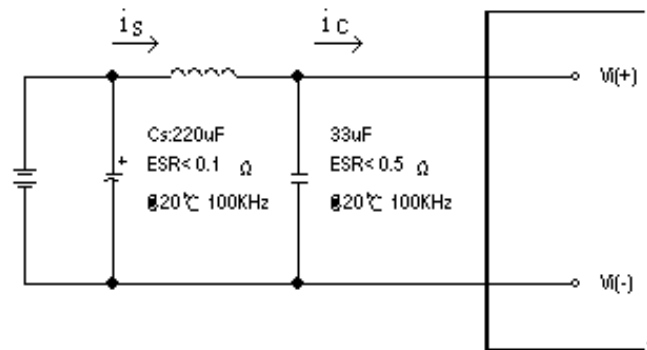 is
ic
Vi(+)
Cs:220uF
ESR<0.1 Ω
@20℃ 100KHz
33uF
ESR<0.5 Ω
@20℃ 100KHz
+
Vi(-)